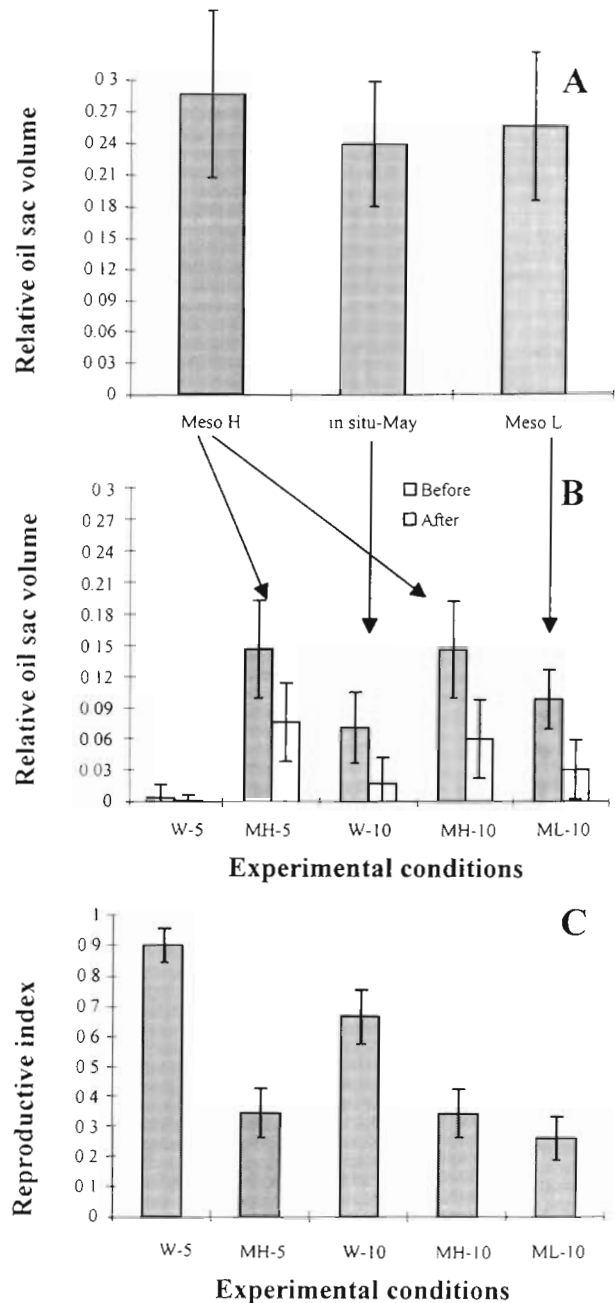 A
Relative oil sac volume
0 3
0.27
0.24
0.21
0.18
0 15
0.12
0.09
0.06
0 03
0
Meso H
in situ-May
Meso L
B
Before
After
Relative oil sac volume
0 3
0.27
0.24
0.21
0.18
0.15
0.12
0.09
0.06
0 03
0
W-5
MH-5
W-10
MH-10
ML-10
Experimental conditions
C
Reproductive index
1
0 9
0.8
0.7
0.6
0 5
0 4
0 3
0 2
0.1
0
W-5
MH-5
W-10
MH-10
ML-10
Experimental conditions